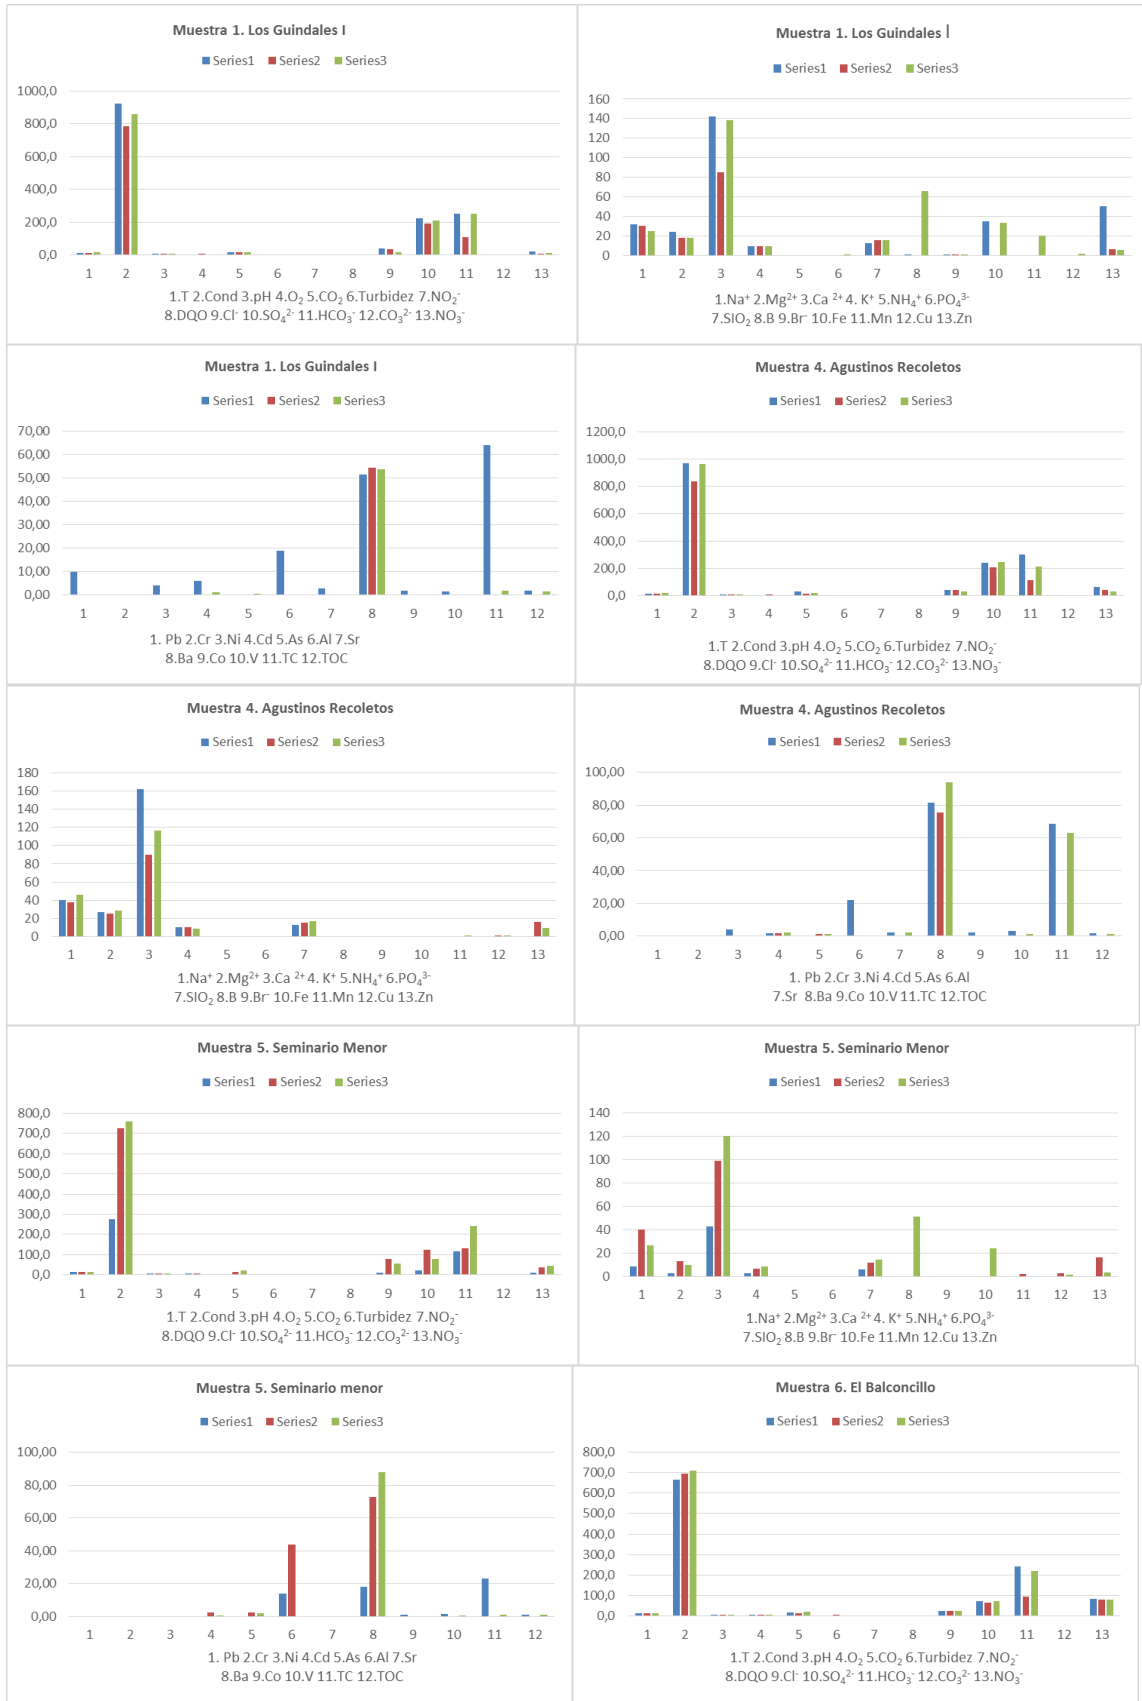 Muestra 1. Los Guindales I
Series1 Series2 Series3
1000,0
800,0
600,0
400,0
200,0
0,0
1 2 3 4 5 6 7 8 9 10 11 12 13
1.T 2.Cond 3.pH 4.O₂ 5.CO₂ 6.Turbidez 7.NO₂⁻
8.DQO 9.Cl⁻ 10.SO₄²⁻ 11.HCO₃⁻ 12.CO₃²⁻ 13.NO₃⁻
Muestra 1. Los Guindales I
Series1 Series2 Series3
160
140
120
100
80
60
40
20
0
1 2 3 4 5 6 7 8 9 10 11 12 13
1.Na⁺ 2.Mg²⁺ 3.Ca ²⁺ 4. K⁺ 5.NH₄⁺ 6.PO₄³⁻
7.SIO₂ 8.B 9.Br⁻ 10.Fe 11.Mn 12.Cu 13.Zn
Muestra 1. Los Guindales I
Series1 Series2 Series3
70,00
60,00
50,00
40,00
30,00
20,00
10,00
0,00
1 2 3 4 5 6 7 8 9 10 11 12
1. Pb 2.Cr 3.Ni 4.Cd 5.As 6.Al 7.Sr
8.Ba 9.Co 10.V 11.TC 12.TOC
Muestra 4. Agustinos Recoletos
Series1 Series2 Series3
1200,0
1000,0
800,0
600,0
400,0
200,0
0,0
1 2 3 4 5 6 7 8 9 10 11 12 13
1.T 2.Cond 3.pH 4.O₂ 5.CO₂ 6.Turbidez 7.NO₂⁻
8.DQO 9.Cl⁻ 10.SO₄²⁻ 11.HCO₃⁻ 12.CO₃²⁻ 13.NO₃⁻
Muestra 4. Agustinos Recoletos
Series1 Series2 Series3
180
160
140
120
100
80
60
40
20
0
1 2 3 4 5 6 7 8 9 10 11 12 13
1.Na⁺ 2.Mg²⁺ 3.Ca ²⁺ 4. K⁺ 5.NH₄⁺ 6.PO₄³⁻
7.SIO₂ 8.B 9.Br⁻ 10.Fe 11.Mn 12.Cu 13.Zn
Muestra 4. Agustinos Recoletos
Series1 Series2 Series3
100,00
80,00
60,00
40,00
20,00
0,00
1 2 3 4 5 6 7 8 9 10 11 12
1. Pb 2.Cr 3.Ni 4.Cd 5.As 6.Al
7.Sr 8.Ba 9.Co 10.V 11.TC 12.TOC
Muestra 5. Seminario Menor
Series1 Series2 Series3
800,0
700,0
600,0
500,0
400,0
300,0
200,0
100,0
0,0
1 2 3 4 5 6 7 8 9 10 11 12 13
1.T 2.Cond 3.pH 4.O₂ 5.CO₂ 6.Turbidez 7.NO₂⁻
8.DQO 9.Cl⁻ 10.SO₄²⁻ 11.HCO₃⁻ 12.CO₃²⁻ 13.NO₃⁻
Muestra 5. Seminario Menor
Series1 Series2 Series3
140
120
100
80
60
40
20
0
1 2 3 4 5 6 7 8 9 10 11 12 13
1.Na⁺ 2.Mg²⁺ 3.Ca ²⁺ 4. K⁺ 5.NH₄⁺ 6.PO₄³⁻
7.SIO₂ 8.B 9.Br⁻ 10.Fe 11.Mn 12.Cu 13.Zn
Muestra 5. Seminario menor
Series1 Series2 Series3
100,00
80,00
60,00
40,00
20,00
0,00
1 2 3 4 5 6 7 8 9 10 11 12
1. Pb 2.Cr 3.Ni 4.Cd 5.As 6.Al 7.Sr
8.Ba 9.Co 10.V 11.TC 12.TOC
Muestra 6. El Balconcillo
Series1 Series2 Series3
800,0
700,0
600,0
500,0
400,0
300,0
200,0
100,0
0,0
1 2 3 4 5 6 7 8 9 10 11 12 13
1.T 2.Cond 3.pH 4.O₂ 5.CO₂ 6.Turbidez 7.NO₂⁻
8.DQO 9.Cl⁻ 10.SO₄²⁻ 11.HCO₃⁻ 12.CO₃²⁻ 13.NO₃⁻